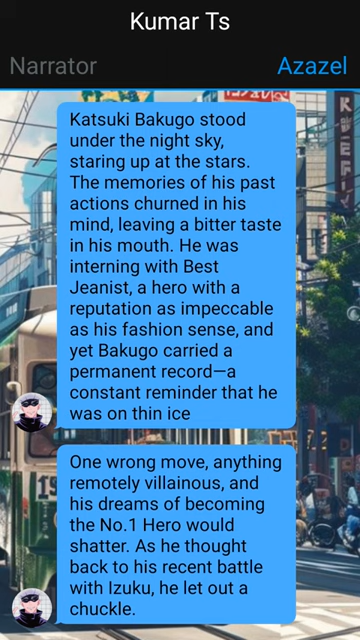 Kumar Ts
Narrator
Azazel
Katsuki Bakugo stood
under the night sky,
staring up at the stars.
The memories of his past
actions churned in his
mind, leaving a bitter taste
in his mouth. He was
interning with Best
Jeanist, a hero with a
reputation as impeccable
as his fashion sense, and
yet Bakugo carried a
permanent record—a
constant reminder that he
was on thin ice
One wrong move, anything
remotely villainous, and
his dreams of becoming
the No.1 Hero would
shatter. As he thought
back to his recent battle
with Izuku, he let out a
chuckle.